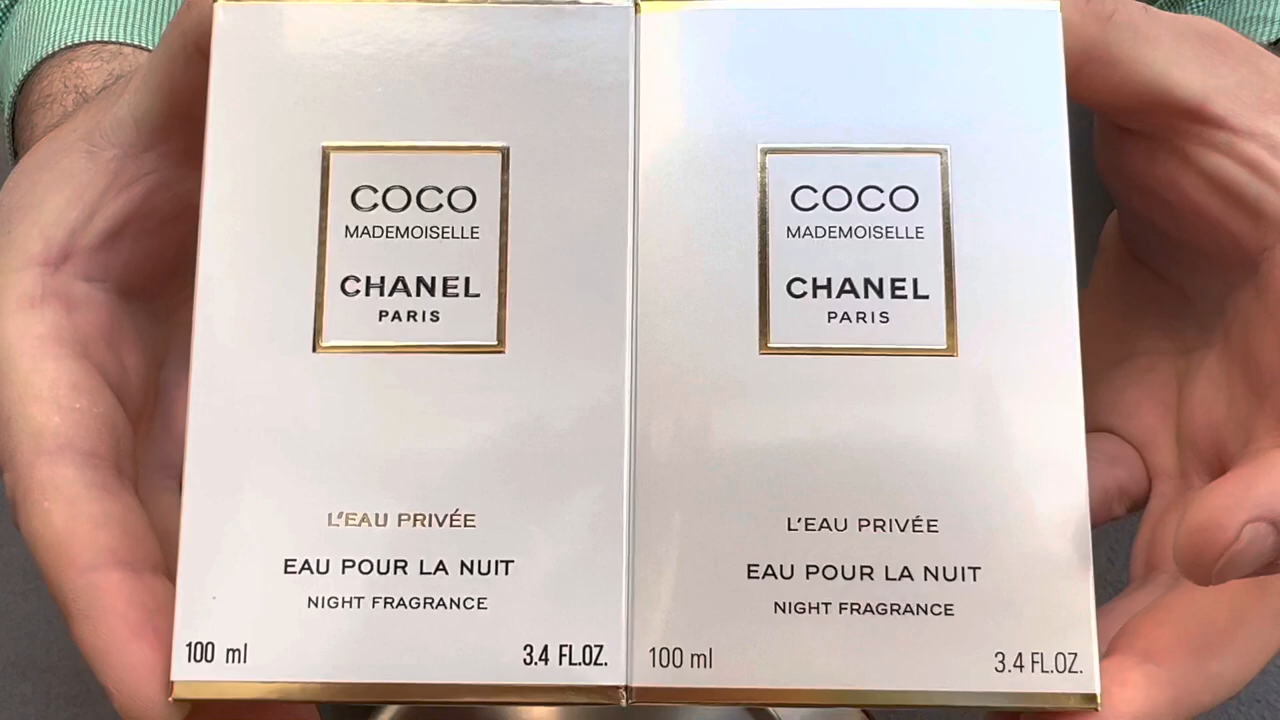 COCO
MADEMOISELLE
CHANEL
PARIS
L'EAU PRIVÉE
EAU POUR LA NUIT
NIGHT FRAGRANCE
100 ml 3.4 FL.OZ.
COCO
MADEMOISELLE
CHANEL
PARIS
L'EAU PRIVÉE
EAU POUR LA NUIT
NIGHT FRAGRANCE
100 ml 3.4 FL.OZ.